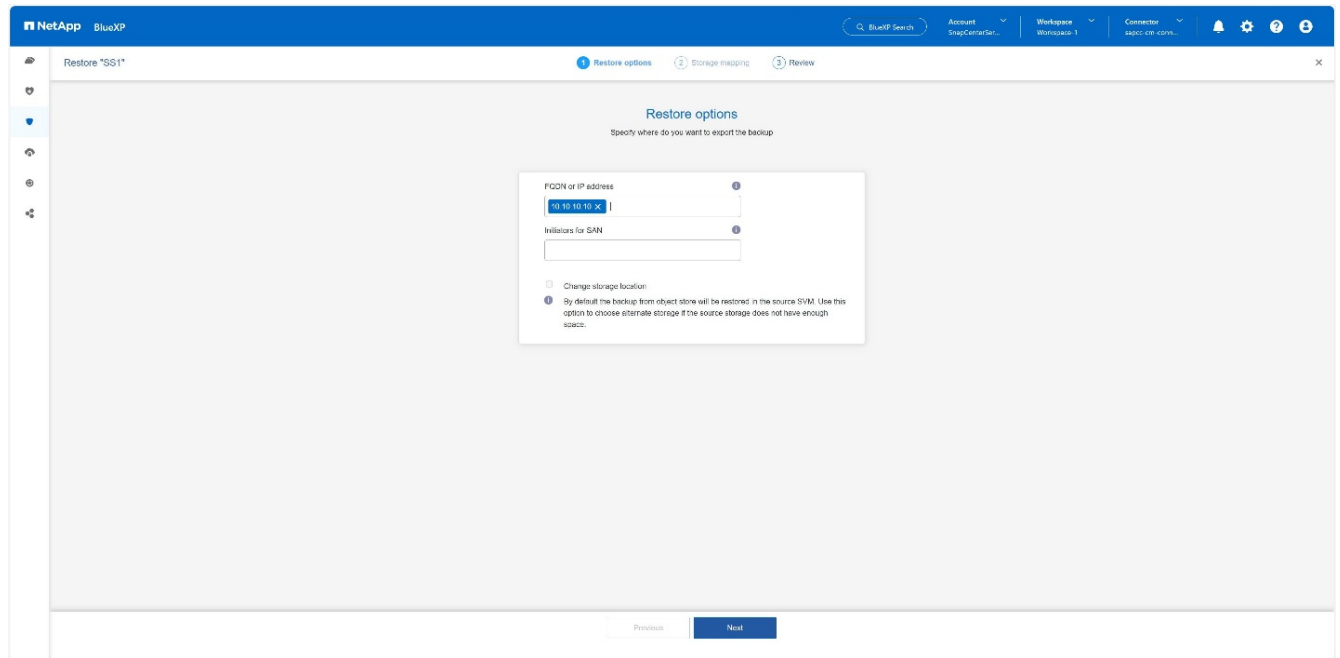 NetApp BlueXP
BlueXP Search
Account
SnapCenterSer...
Workspace
Workspace-1
Connector
sapcc-cm-conn...
Restore "SS1"
1 Restore options
2 Storage mapping
3 Review
Restore options
Specify where do you want to export the backup
FQDN or IP address
10.10.10.10
Initiators for SAN
Change storage location
By default the backup from object store will be restored in the source SVM. Use this
option to choose alternate storage if the source storage does not have enough
space.
Previous
Next